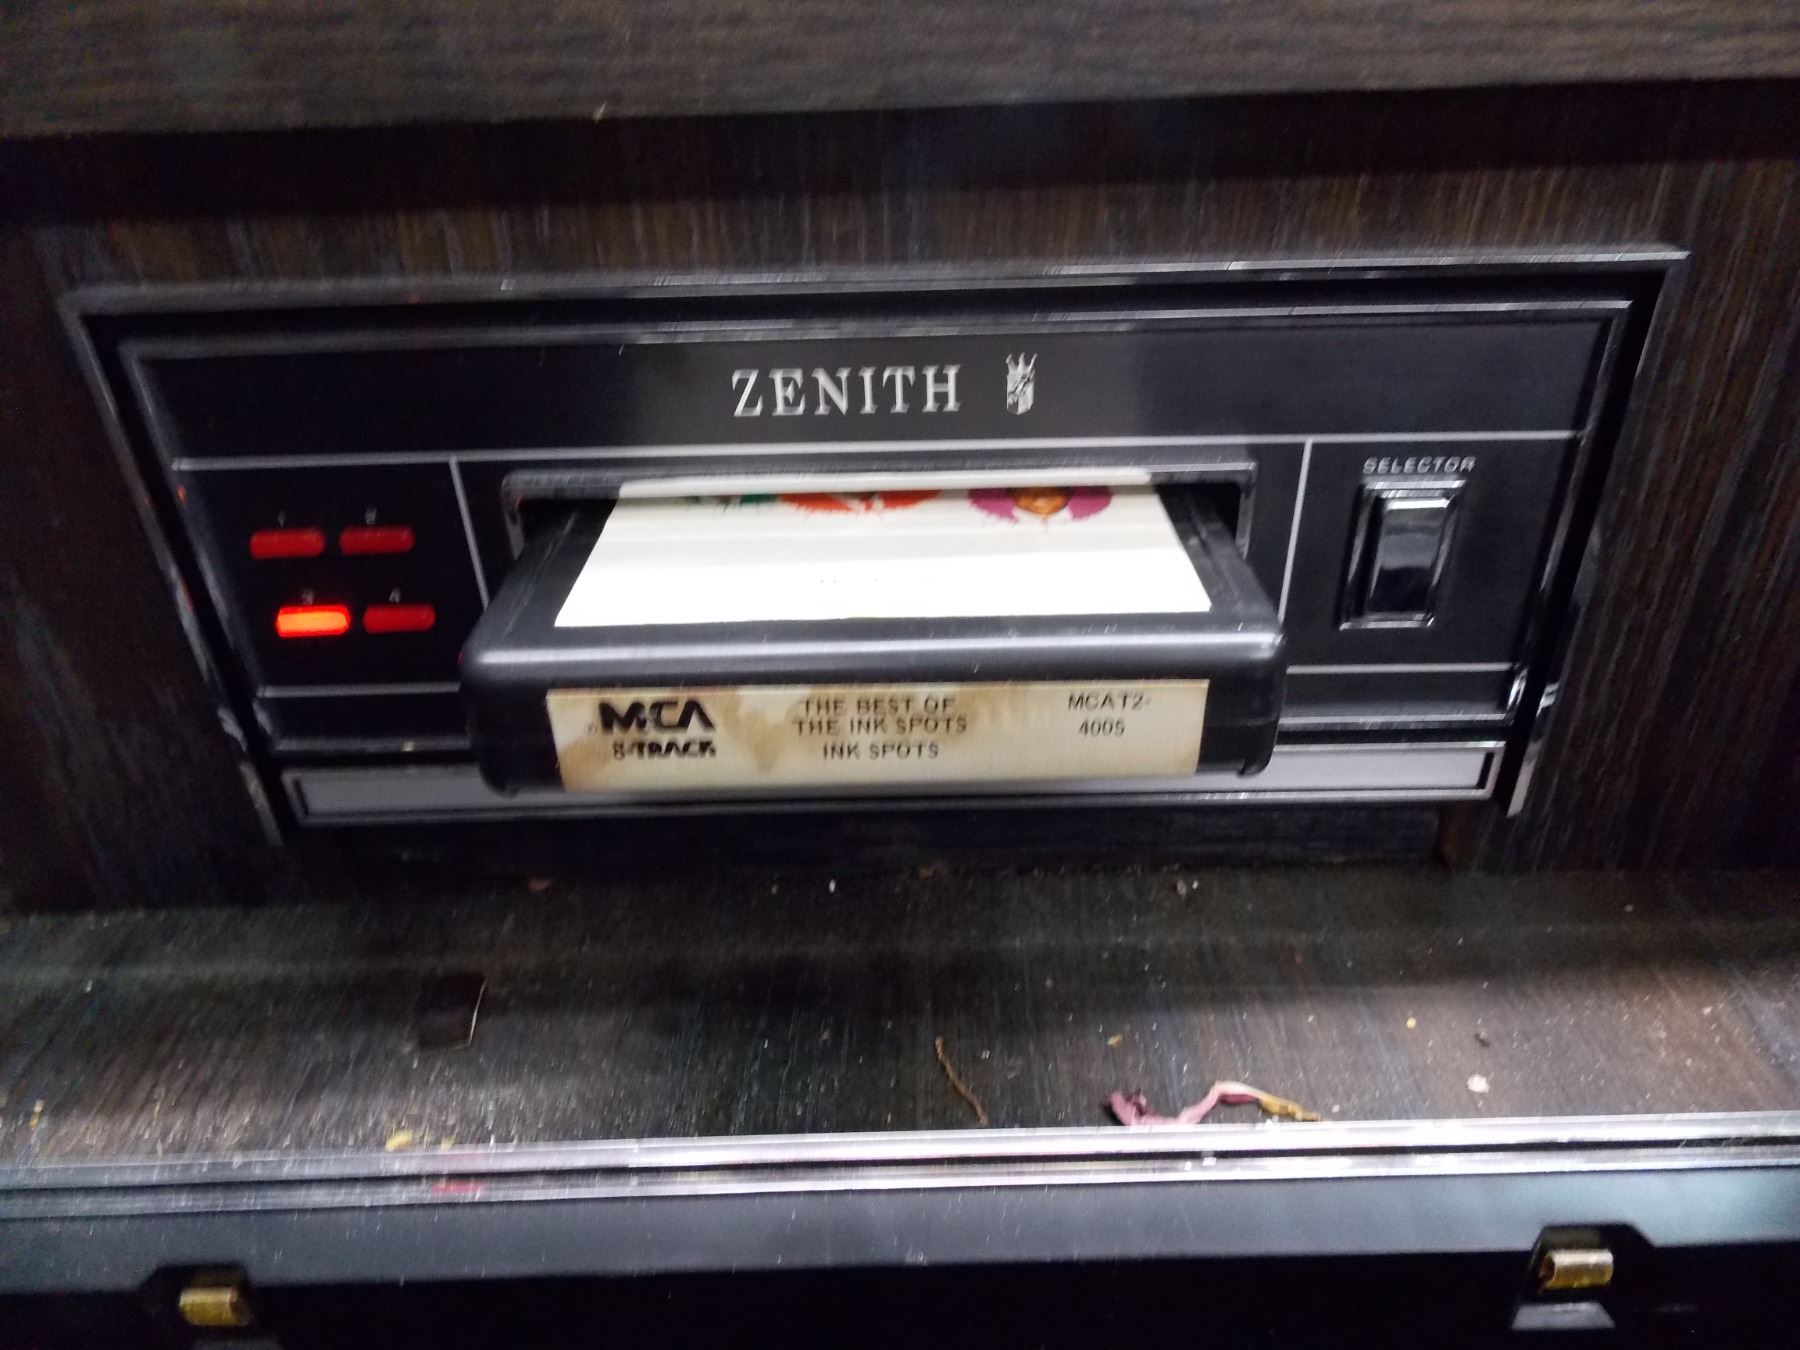 ZENITH
SELECTOR
1 2
3 4
MCA
8-TRACK
THE BEST OF
THE INK SPOTS
INK SPOTS
MCAT2-
4005